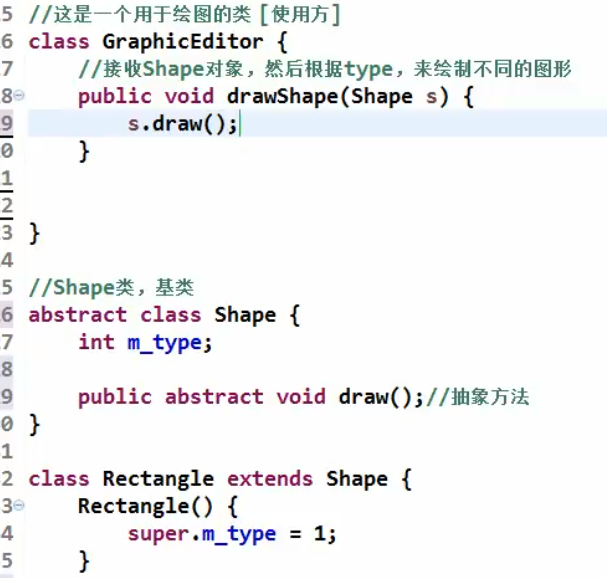 5 //这是一个用于绘图的类 [使用方]
6 class GraphicEditor {
7     //接收Shape对象，然后根据type，来绘制不同的图形
8     public void drawShape(Shape s) {
9         s.draw();
0     }
1
2
3 }
4
5 //Shape类，基类
6 abstract class Shape {
7     int m_type;
8
9     public abstract void draw();//抽象方法
0 }
1
2 class Rectangle extends Shape {
3     Rectangle() {
4         super.m_type = 1;
5     }